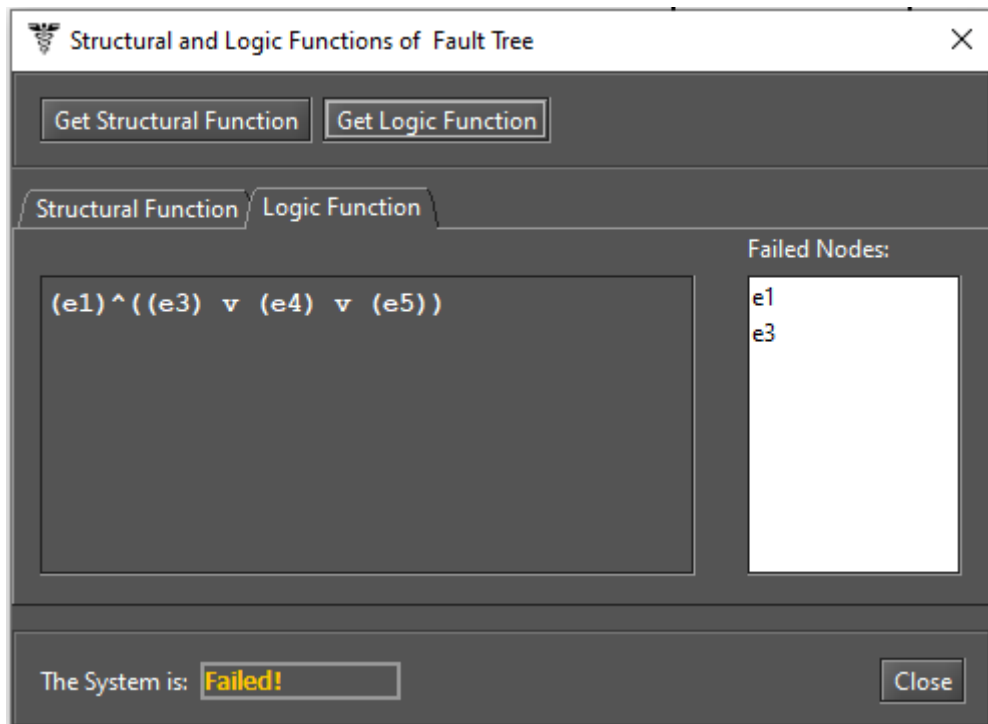 Structural and Logic Functions of Fault Tree
Get Structural Function Get Logic Function
Structural Function Logic Function
Failed Nodes:
(e1)^((e3) v (e4) v (e5))
e1
e3
The System is: Failed!
Close